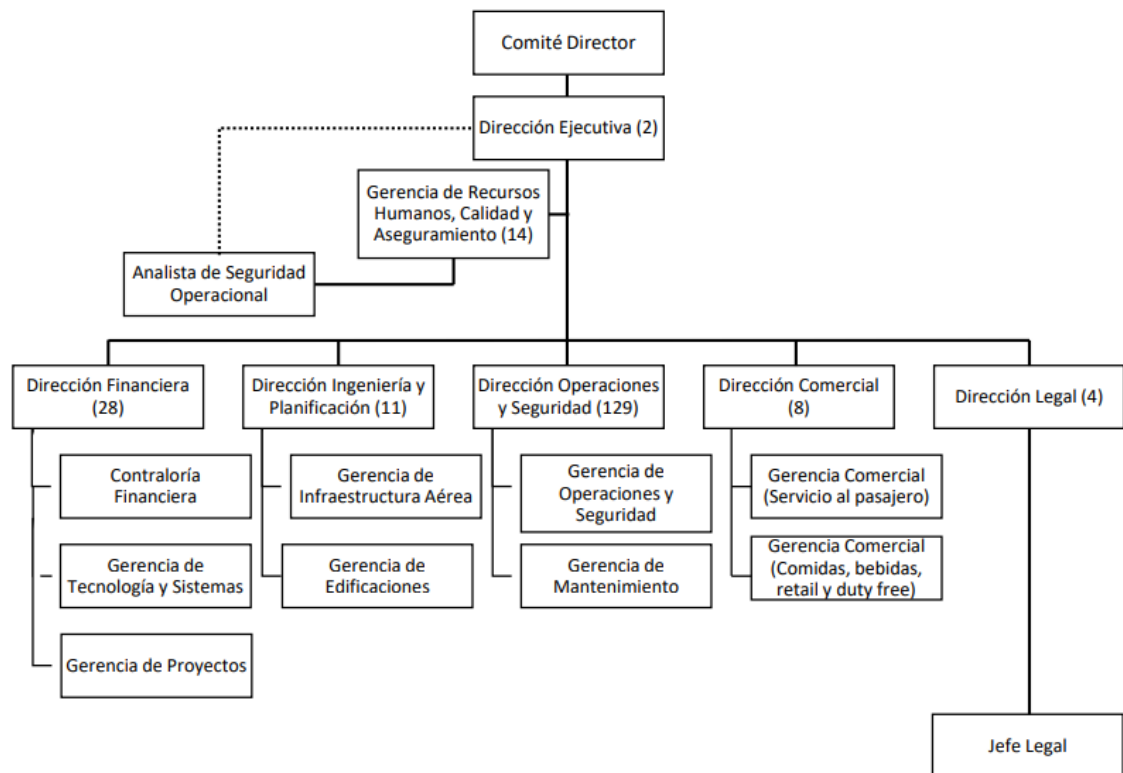 Comité Director
Dirección Ejecutiva (2)
Gerencia de Recursos
Humanos, Calidad y
Aseguramiento (14)
Analista de Seguridad
Operacional
Dirección Financiera
(28)
Dirección Ingeniería y
Planificación (11)
Dirección Operaciones
y Seguridad (129)
Dirección Comercial
(8)
Dirección Legal (4)
Contraloría
Financiera
Gerencia de
Infraestructura Aérea
Gerencia de
Operaciones y
Seguridad
Gerencia Comercial
(Servicio al pasajero)
Gerencia de
Tecnología y Sistemas
Gerencia de
Edificaciones
Gerencia de
Mantenimiento
Gerencia Comercial
(Comidas, bebidas,
retail y duty free)
Gerencia de Proyectos
Jefe Legal